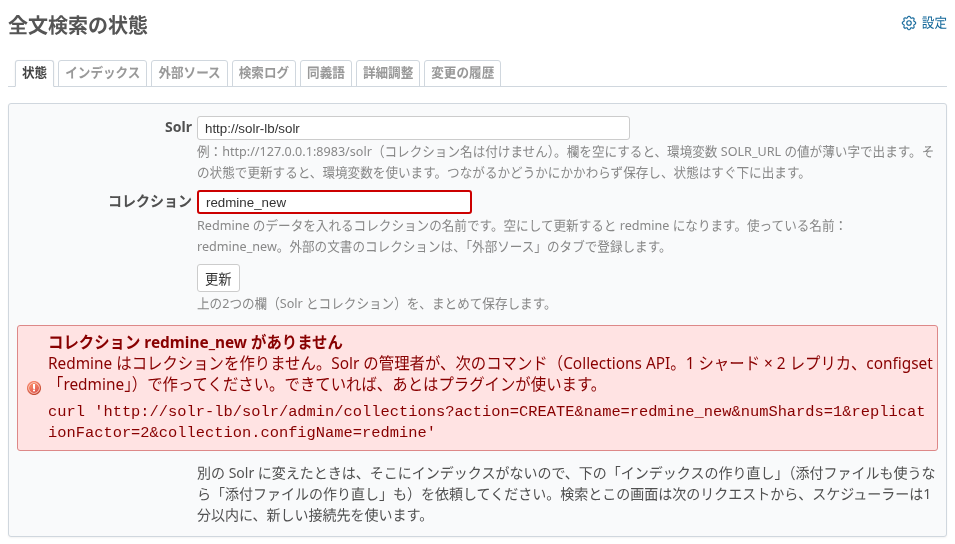 全文検索の状態
設定
状態 インデックス 外部ソース 検索ログ 同義語 詳細調整 変更の履歴
Solr http://solr-lb/solr
例：http://127.0.0.1:8983/solr（コレクション名は付けません）。欄を空にすると、環境変数 SOLR_URL の値が薄い字で出ます。そ
の状態で更新すると、環境変数を使います。つながるかどうかにかかわらず保存し、状態はすぐ下に出ます。
コレクション redmine_new
Redmine のデータを入れるコレクションの名前です。空にして更新すると redmine になります。使っている名前：
redmine_new。外部の文書のコレクションは、「外部ソース」のタブで登録します。
更新
上の2つの欄（Solr とコレクション）を、まとめて保存します。
コレクション redmine_new がありません
Redmine はコレクションを作りません。Solr の管理者が、次のコマンド（Collections API。1 シャード × 2 レプリカ、configset
「redmine」）で作ってください。できていれば、あとはプラグインが使います。
curl 'http://solr-lb/solr/admin/collections?action=CREATE&name=redmine_new&numShards=1&replicat
ionFactor=2&collection.configName=redmine'
別の Solr に変えたときは、そこにインデックスがないので、下の「インデックスの作り直し」（添付ファイルも使うな
ら「添付ファイルの作り直し」も）を依頼してください。検索とこの画面は次のリクエストから、スケジューラーは1
分以内に、新しい接続先を使います。